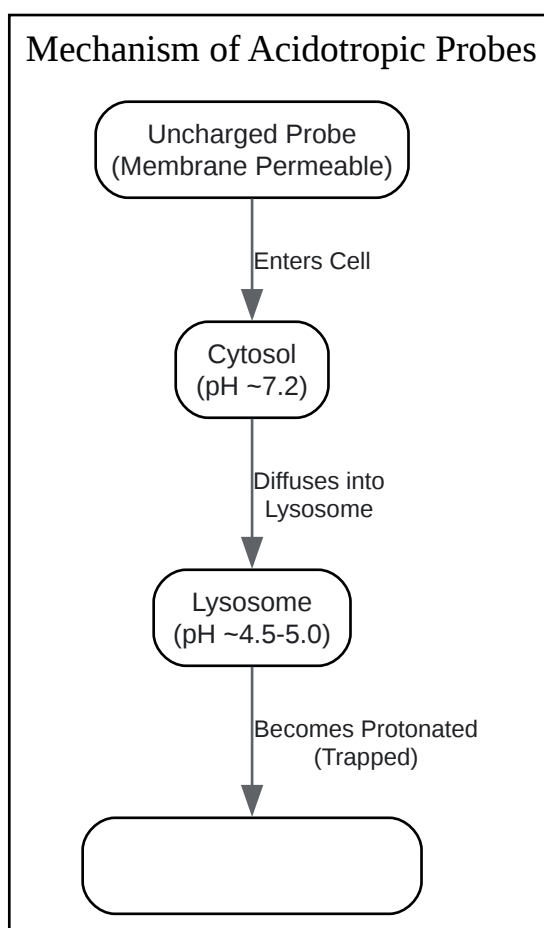 Mechanism of Acidotropic Probes
Uncharged Probe
(Membrane Permeable)
Enters Cell
Cytosol
(pH ~7.2)
Diffuses into
Lysosome
Lysosome
(pH ~4.5-5.0)
Becomes Protonated
(Trapped)